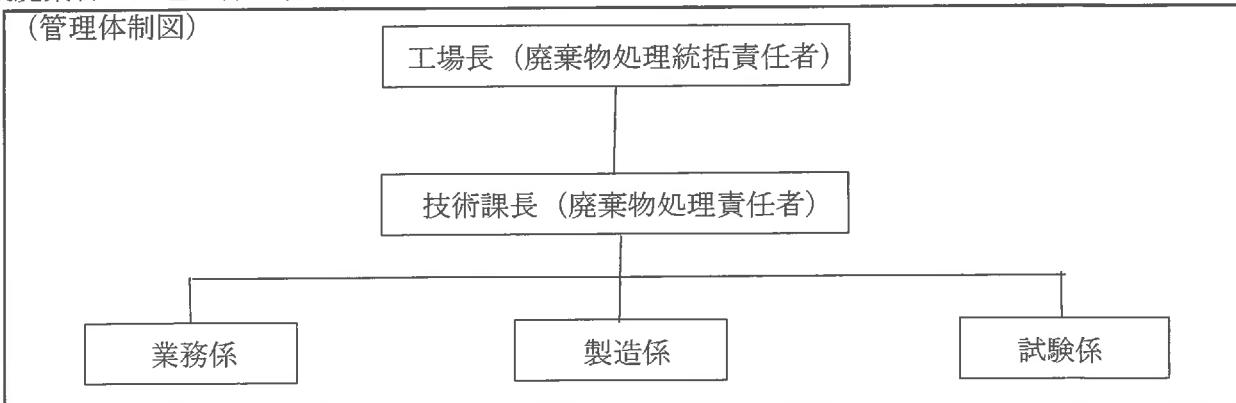 (管理体制図)
工場長(廃棄物処理統括責任者)
技術課長(廃棄物処理責任者)
業務係
製造係
試験係